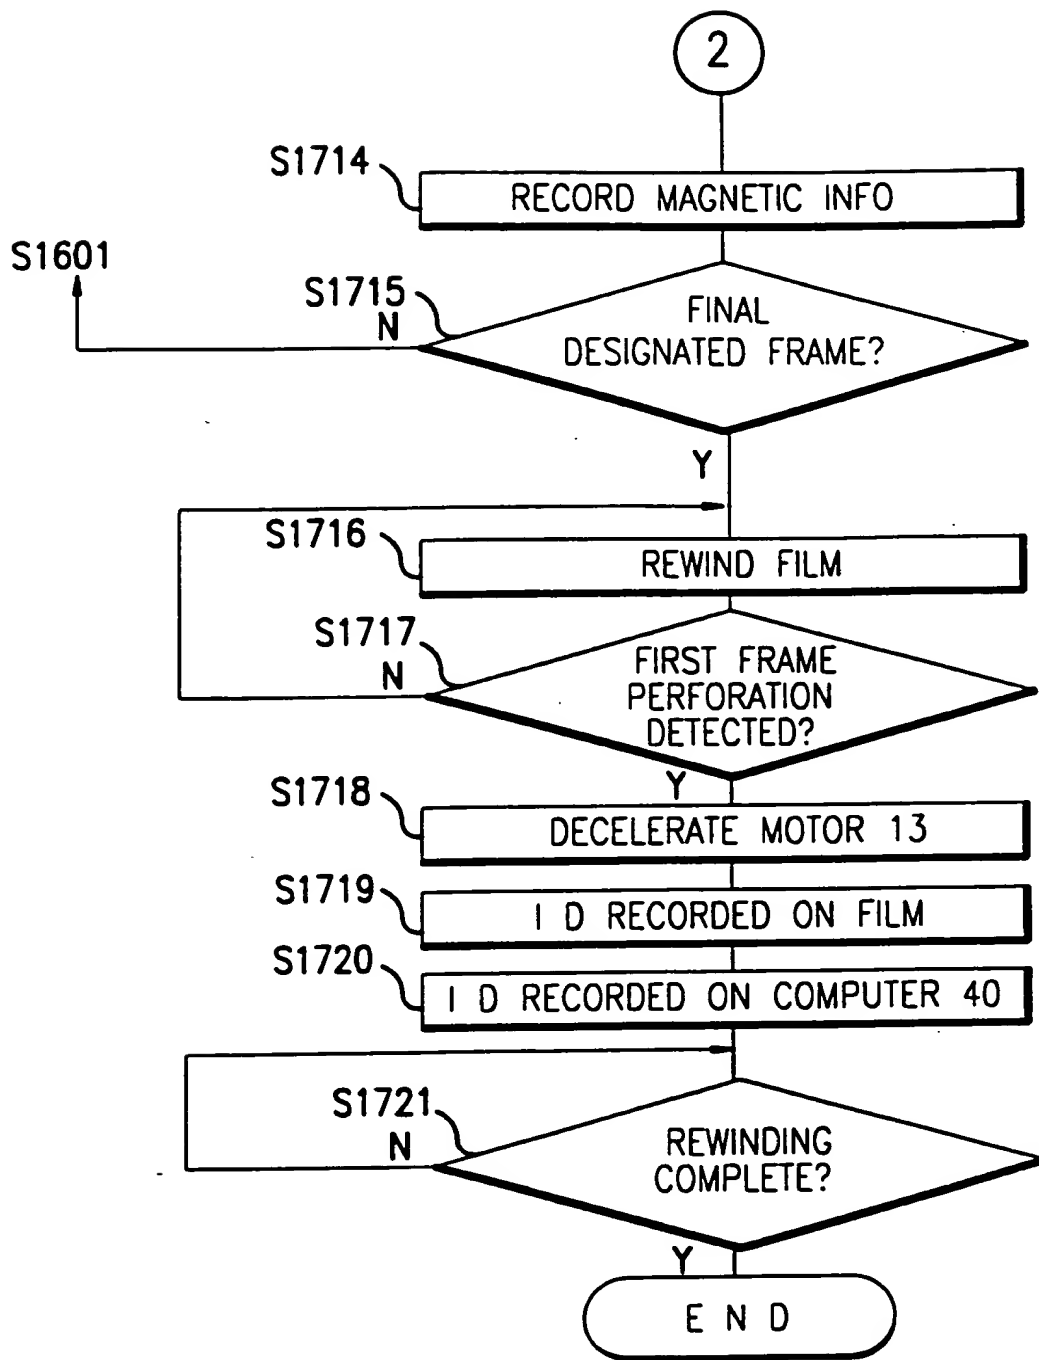 2
S1714
RECORD MAGNETIC INFO
S1601
S1715
N
FINAL
DESIGNATED FRAME?
Y
S1716
REWIND FILM
S1717
N
FIRST FRAME
PERFORATION
DETECTED?
Y
S1718
DECELERATE MOTOR 13
S1719
I D RECORDED ON FILM
S1720
I D RECORDED ON COMPUTER 40
S1721
N
REWINDING
COMPLETE?
Y
E N D